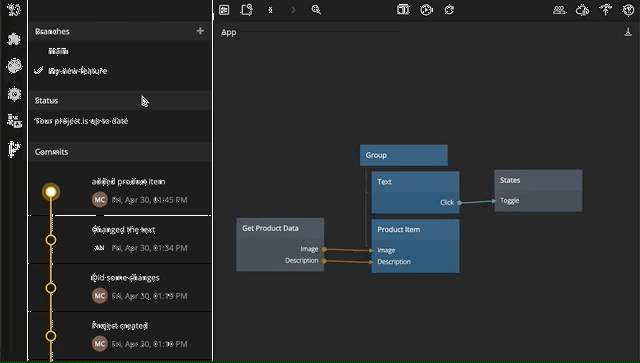 Branches
main
my-new-feature
Status
Your project is up-to-date
Commits
added product item
MC Fri, Apr 30, 01:45 PM
Changed the text
Fri, Apr 30, 01:34 PM
Did some changes
MC Fri, Apr 30, 01:19 PM
Project created
MC Fri, Apr 30, 01:10 PM
App
Group
Text
Click
States
Toggle
Get Product Data
Image
Description
Product Item
Image
Description